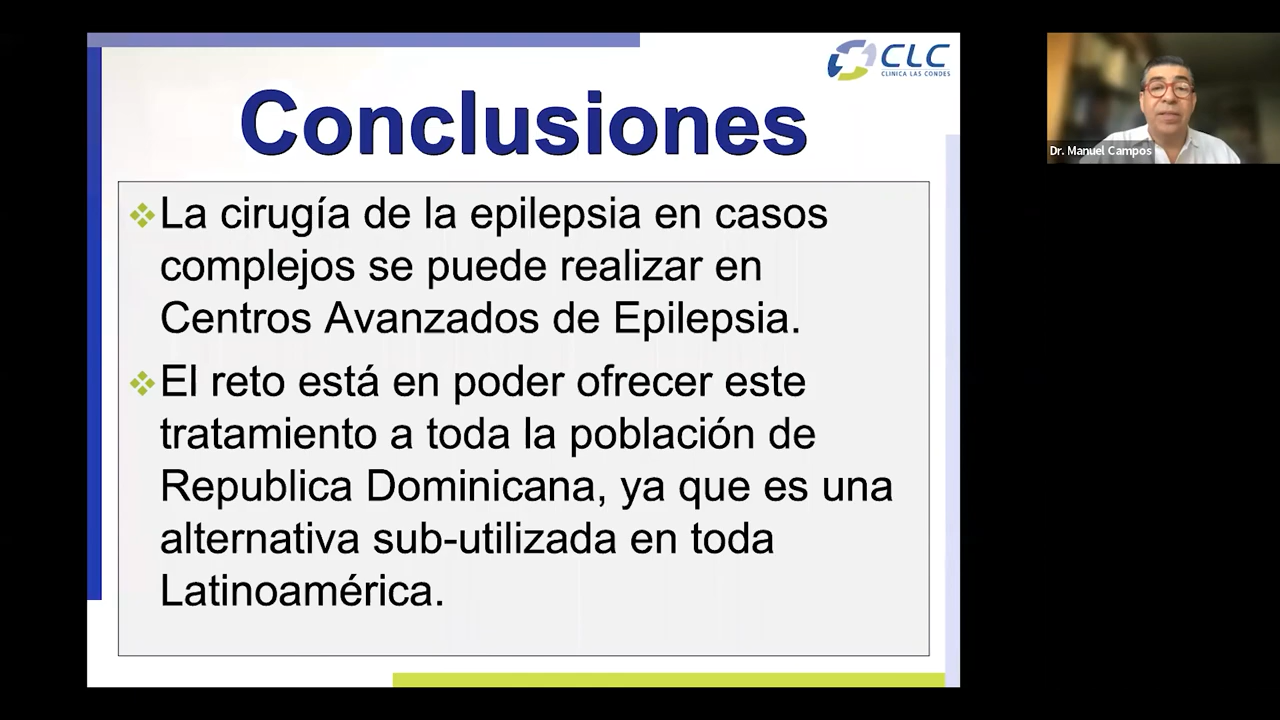 CLC
CLINICA LAS CONDES
Conclusiones
La cirugía de la epilepsia en casos
complejos se puede realizar en
Centros Avanzados de Epilepsia.
El reto está en poder ofrecer este
tratamiento a toda la población de
Republica Dominicana, ya que es una
alternativa sub-utilizada en toda
Latinoamérica.
Dr. Manuel Campos